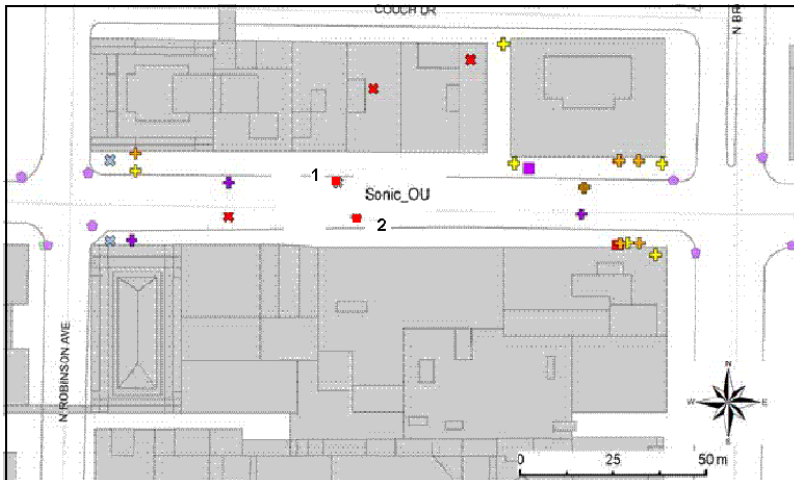 COUCH DR
N BR
1
Sonic_OU
2
N ROBINSON AVE
N
W E
S
0 25 50 m